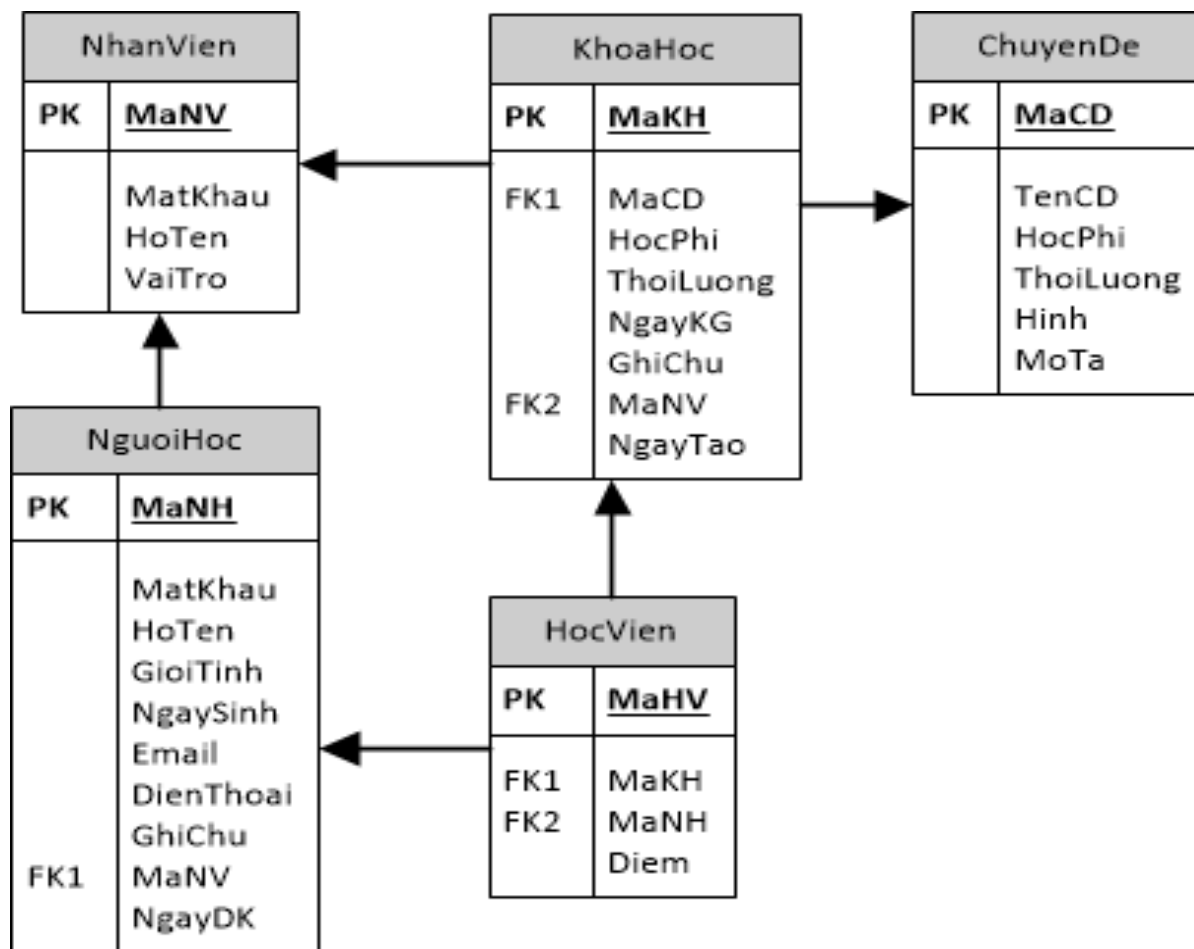 NhanVien
PK MaNV
MatKhau
HoTen
VaiTro
KhoaHoc
PK MaKH
FK1 MaCD
HocPhi
ThoiLuong
NgayKG
GhiChu
FK2 MaNV
NgayTao
ChuyenDe
PK MaCD
TenCD
HocPhi
ThoiLuong
Hinh
MoTa
NguoiHoc
PK MaNH
MatKhau
HoTen
GioiTinh
NgaySinh
Email
DienThoai
GhiChu
FK1 MaNV
NgayDK
HocVien
PK MaHV
FK1 MaKH
FK2 MaNH
Diem